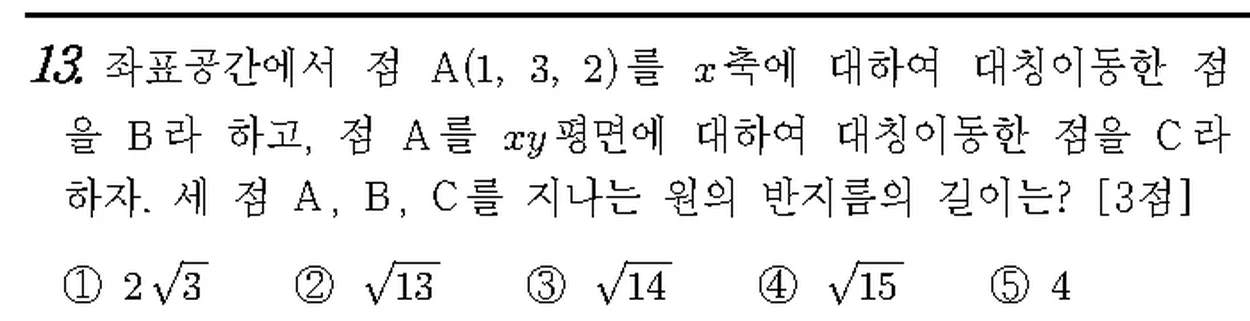 13. 좌표공간에서 점 A(1, 3, 2)를 x축에 대하여 대칭이동한 점
을 B라 하고, 점 A를 xy평면에 대하여 대칭이동한 점을 C라
하자. 세 점 A, B, C를 지나는 원의 반지름의 길이는? [3점]
① 2√3 ② √13 ③ √14 ④ √15 ⑤ 4